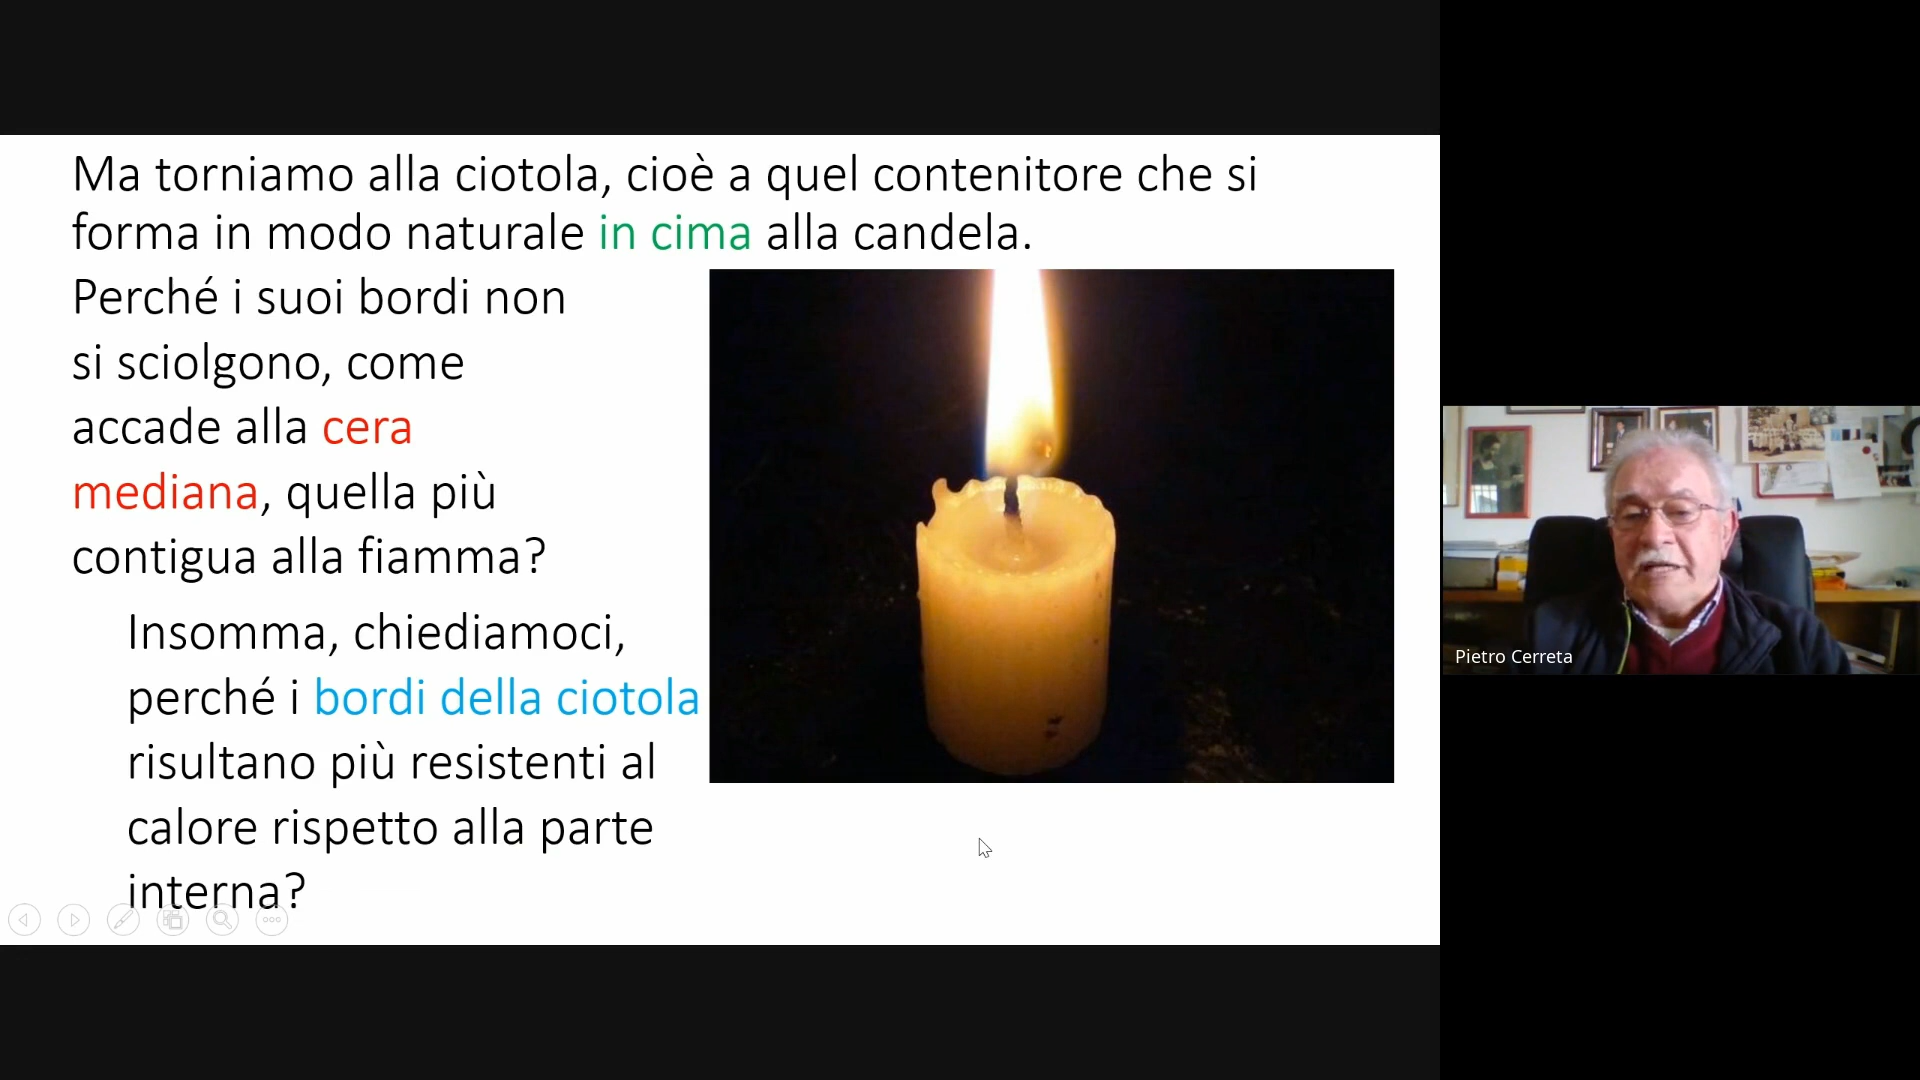 Ma torniamo alla ciotola, cioè a quel contenitore che si
forma in modo naturale in cima alla candela.
Perché i suoi bordi non
si sciolgono, come
accade alla cera
mediana, quella più
contigua alla fiamma?
Insomma, chiediamoci,
perché i bordi della ciotola
risultano più resistenti al
calore rispetto alla parte
interna?
Pietro Cerreta